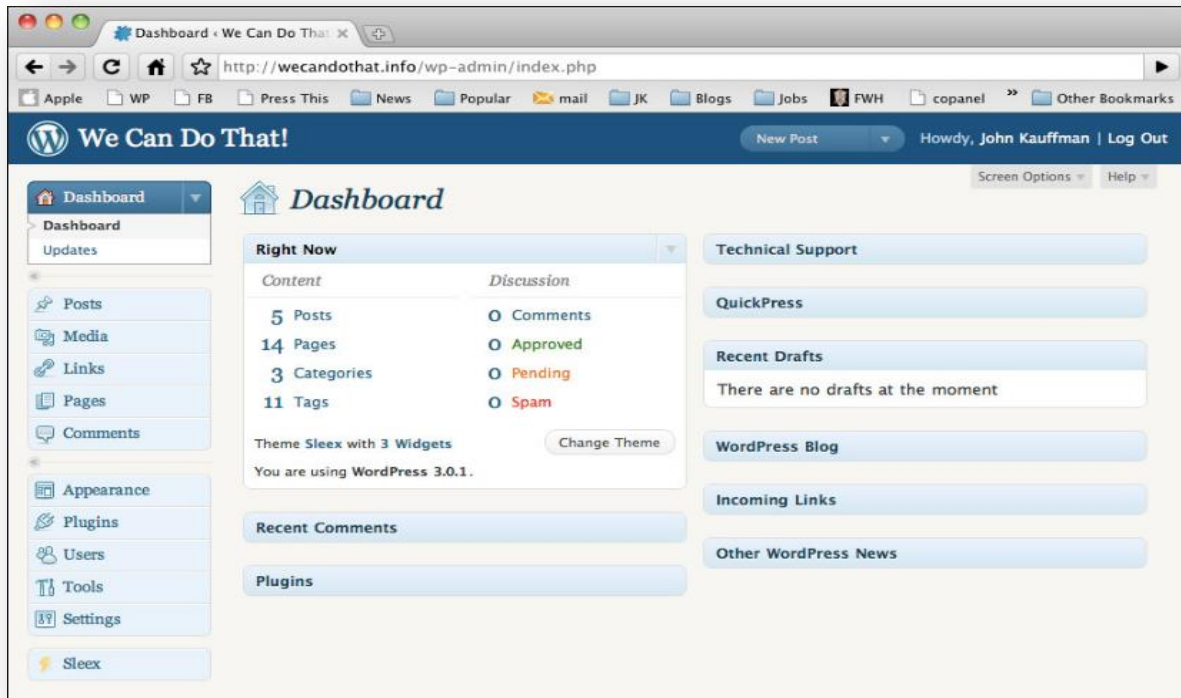 Dashboard ‹ We Can Do That
http://wecandothat.info/wp-admin/index.php
Apple WP FB Press This News Popular mail JK Blogs Jobs FWH copanel » Other Bookmarks
We Can Do That!
New Post
Howdy, John Kauffman | Log Out
Screen Options Help
Dashboard
Dashboard
Updates
Posts
Media
Links
Pages
Comments
Appearance
Plugins
Users
Tools
Settings
Sleex
Dashboard
Right Now
Content Discussion
5 Posts 0 Comments
14 Pages 0 Approved
3 Categories 0 Pending
11 Tags 0 Spam
Theme Sleex with 3 Widgets Change Theme
You are using WordPress 3.0.1.
Recent Comments
Plugins
Technical Support
QuickPress
Recent Drafts
There are no drafts at the moment
WordPress Blog
Incoming Links
Other WordPress News